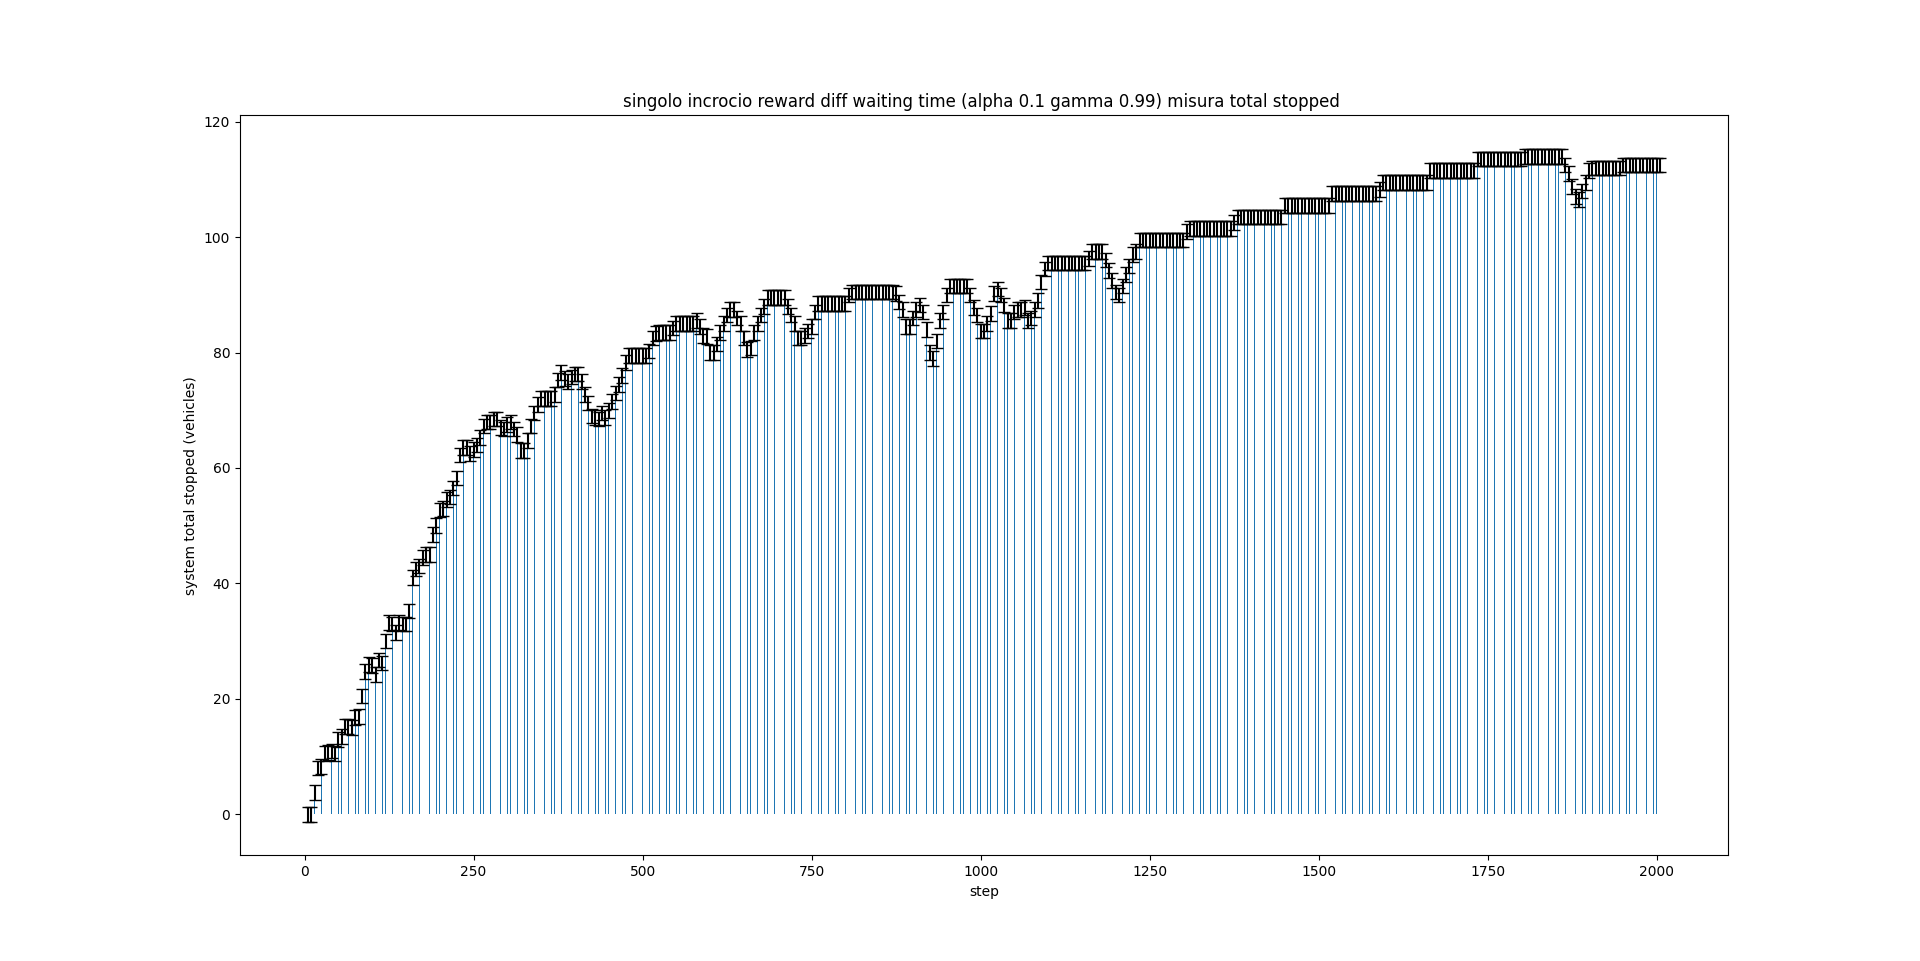 singolo incrocio reward diff waiting time (alpha 0.1 gamma 0.99) misura total stopped
120
100
80
60
40
20
0
system total stopped (vehicles)
0 250 500 750 1000 1250 1500 1750 2000
step